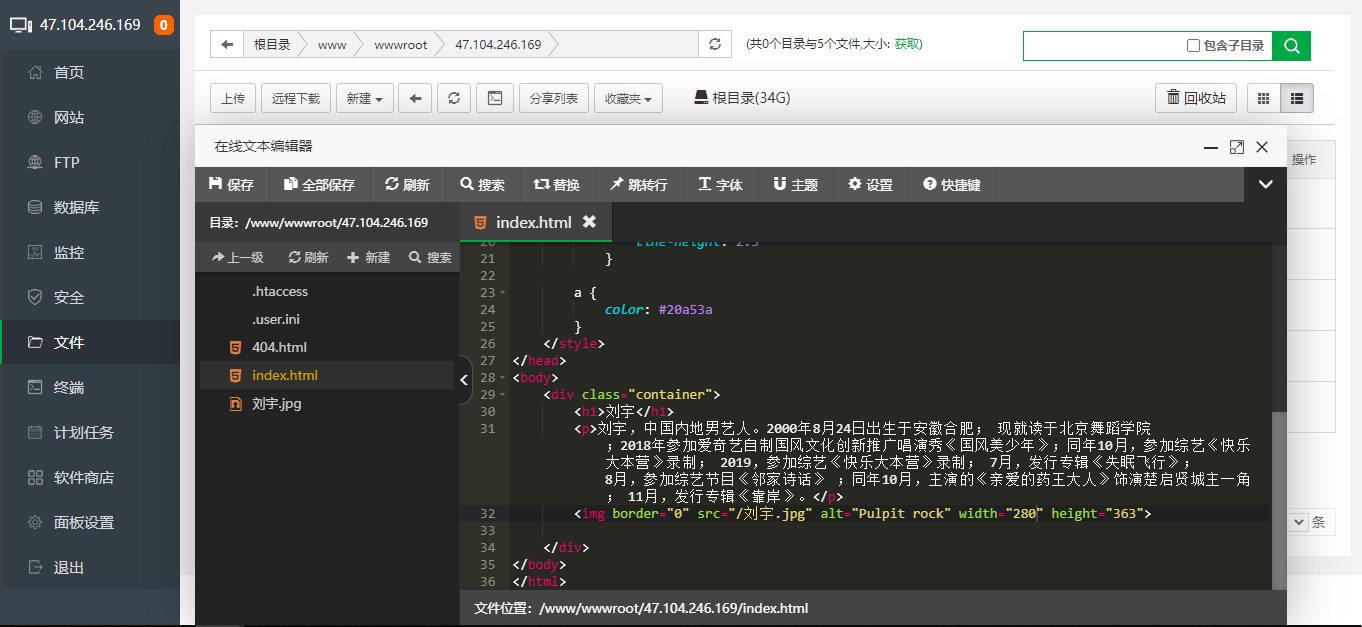 47.104.246.169 0
首页
网站
FTP
数据库
监控
安全
文件
终端
计划任务
软件商店
面板设置
退出
根目录 www wwwroot 47.104.246.169
(共0个目录与5个文件,大小: 获取)
包含子目录
上传 远程下载 新建 分享列表 收藏夹 根目录(34G) 回收站
操作
在线文本编辑器
保存 全部保存 刷新 搜索 替换 跳转行 字体 主题 设置 快捷键
目录: /www/wwwroot/47.104.246.169
上一级 刷新 新建 搜索
.htaccess
.user.ini
404.html
index.html
刘宇.jpg
index.html
20 line-height: 2.5
21 }
22
23 a {
24 color: #20a53a
25 }
26 </style>
27 </head>
28 <body>
29 <div class="container">
30 <h1>刘宇</h1>
31 <p>刘宇，中国内地男艺人。2000年8月24日出生于安徽合肥； 现就读于北京舞蹈学院
；2018年参加爱奇艺自制国风文化创新推广唱演秀《国风美少年》；同年10月，参加综艺《快乐
大本营》录制； 2019，参加综艺《快乐大本营》录制； 7月，发行专辑《失眠飞行》；
8月，参加综艺节目《邻家诗话》 ；同年10月，主演的《亲爱的药王大人》饰演楚启贤城主一角
； 11月，发行专辑《靠岸》。</p>
32 <img border="0" src="/刘宇.jpg" alt="Pulpit rock" width="280" height="363">
33
34 </div>
35 </body>
36 </html>
条
文件位置: /www/wwwroot/47.104.246.169/index.html